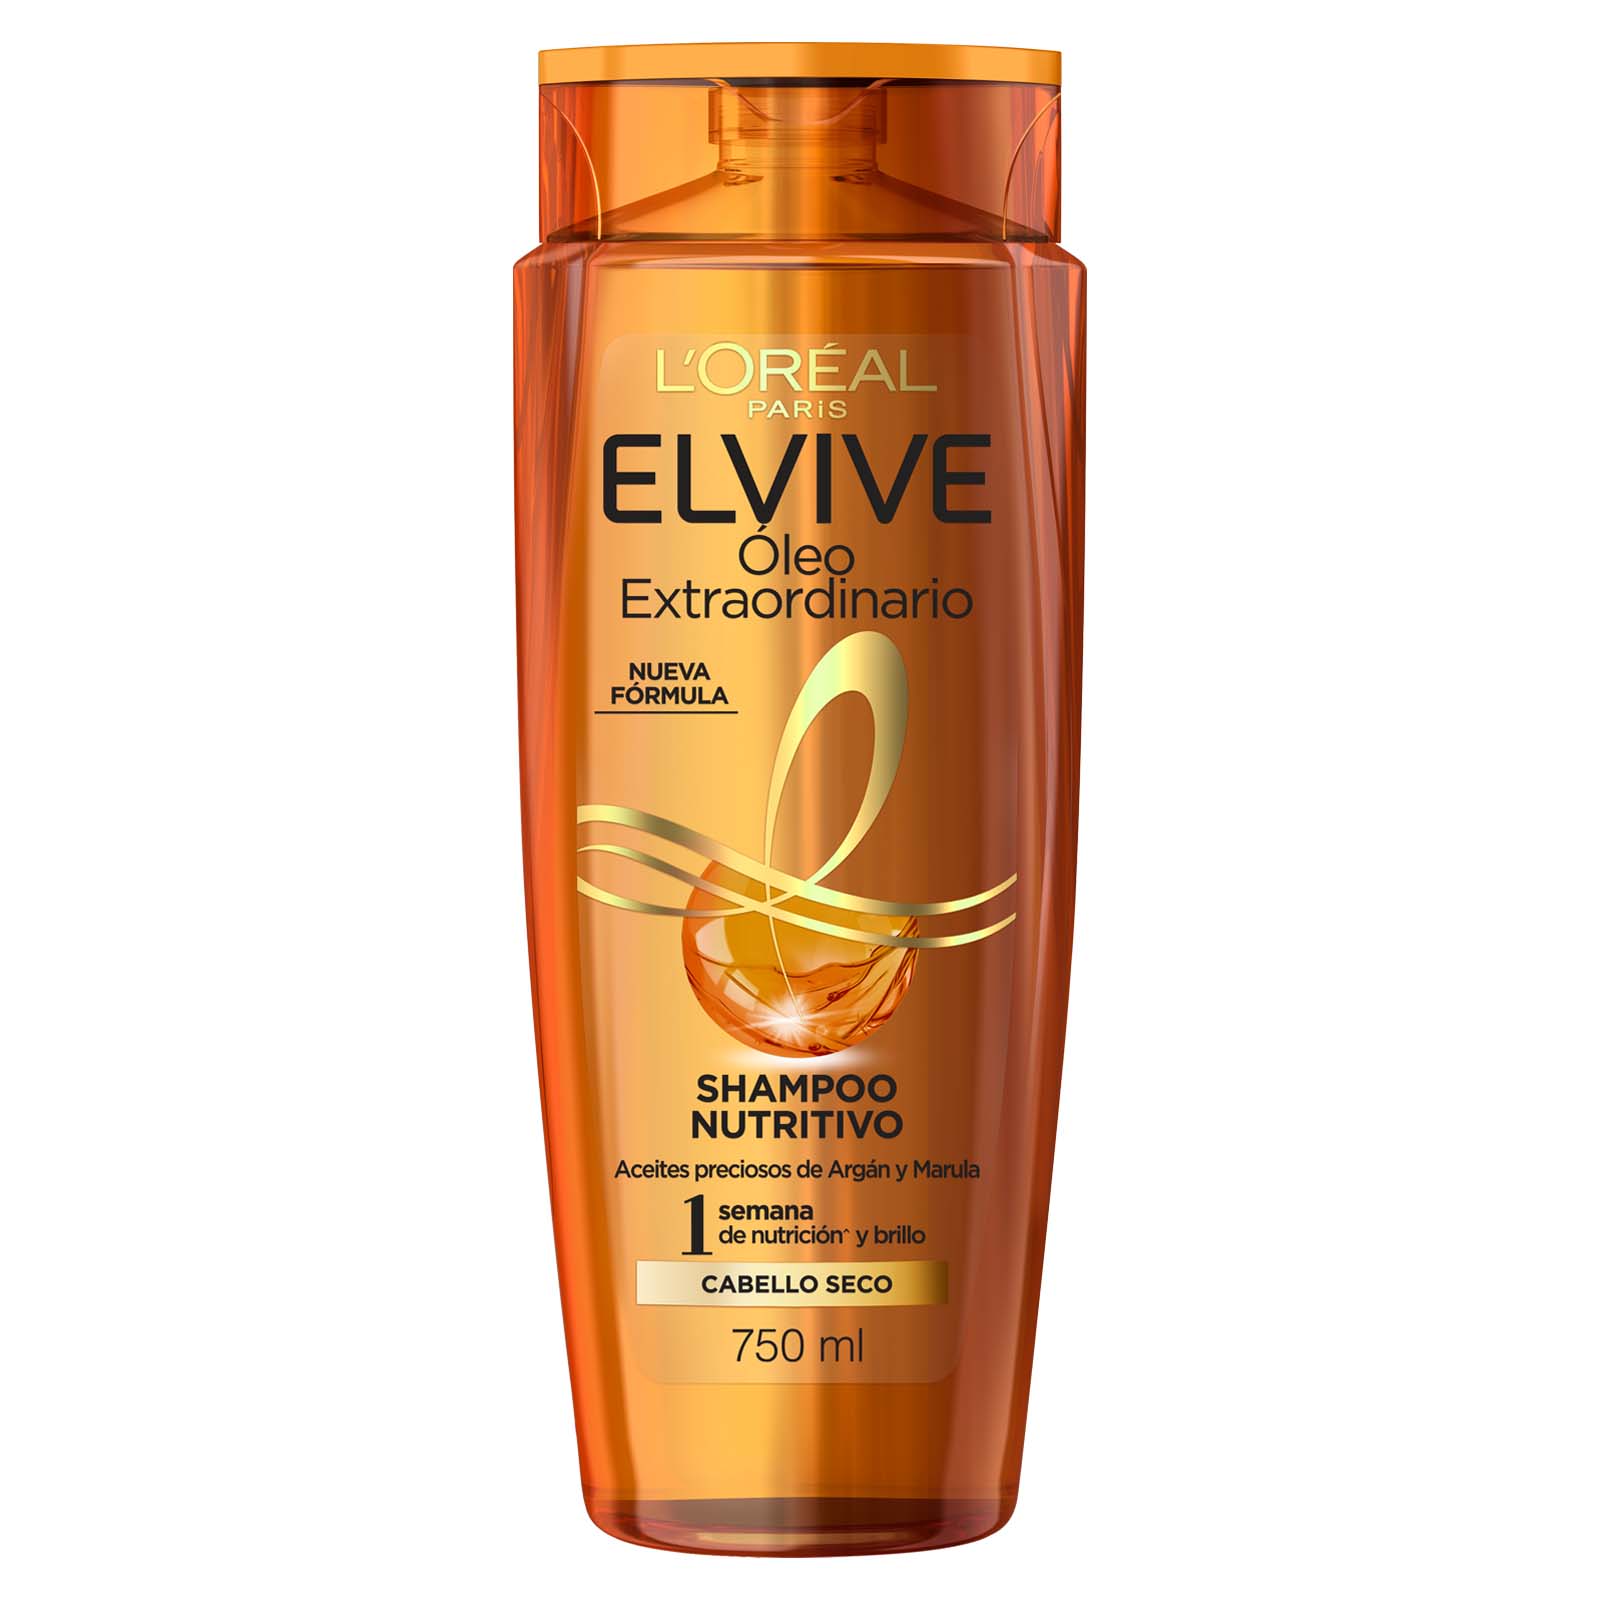 L'ORÉAL
PARiS
ELVIVE
Óleo
Extraordinario
NUEVA
FÓRMULA
SHAMPOO
NUTRITIVO
Aceites preciosos de Argán y Marula
1 semana
de nutrición^ y brillo
CABELLO SECO
750 ml